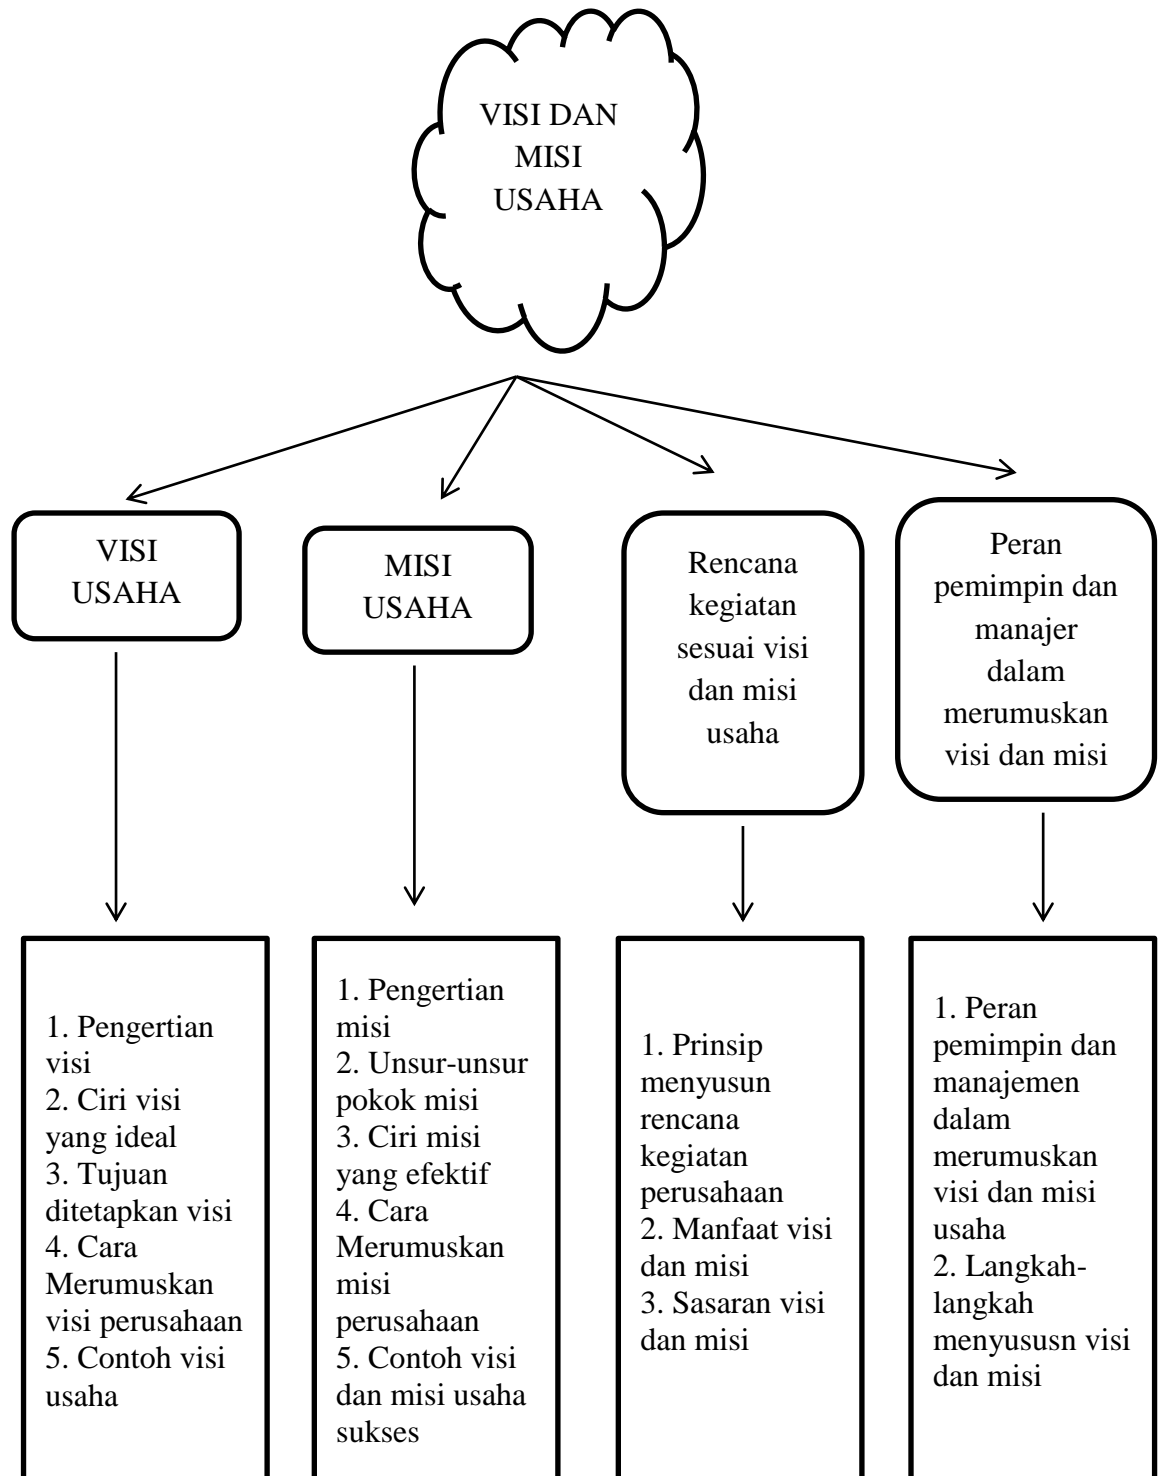 VISI DAN
MISI
USAHA
VISI
USAHA
MISI
USAHA
Rencana
kegiatan
sesuai visi
dan misi
usaha
Peran
pemimpin dan
manajer
dalam
merumuskan
visi dan misi
1. Pengertian
visi
2. Ciri visi
yang ideal
3. Tujuan
ditetapkan visi
4. Cara
Merumuskan
visi perusahaan
5. Contoh visi
usaha
1. Pengertian
misi
2. Unsur-unsur
pokok misi
3. Ciri misi
yang efektif
4. Cara
Merumuskan
misi
perusahaan
5. Contoh visi
dan misi usaha
sukses
1. Prinsip
menyusun
rencana
kegiatan
perusahaan
2. Manfaat visi
dan misi
3. Sasaran visi
dan misi
1. Peran
pemimpin dan
manajemen
dalam
merumuskan
visi dan misi
usaha
2. Langkah-
langkah
menyususn visi
dan misi